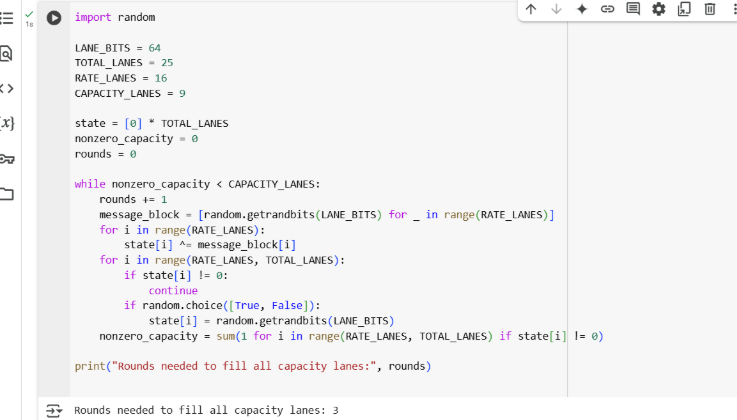 1s
import random
LANE_BITS = 64
TOTAL_LANES = 25
RATE_LANES = 16
CAPACITY_LANES = 9
state = [0] * TOTAL_LANES
nonzero_capacity = 0
rounds = 0
while nonzero_capacity < CAPACITY_LANES:
    rounds += 1
    message_block = [random.getrandbits(LANE_BITS) for _ in range(RATE_LANES)]
    for i in range(RATE_LANES):
        state[i] ^= message_block[i]
    for i in range(RATE_LANES, TOTAL_LANES):
        if state[i] != 0:
            continue
        if random.choice([True, False]):
            state[i] = random.getrandbits(LANE_BITS)
    nonzero_capacity = sum(1 for i in range(RATE_LANES, TOTAL_LANES) if state[i] != 0)
print("Rounds needed to fill all capacity lanes:", rounds)
Rounds needed to fill all capacity lanes: 3